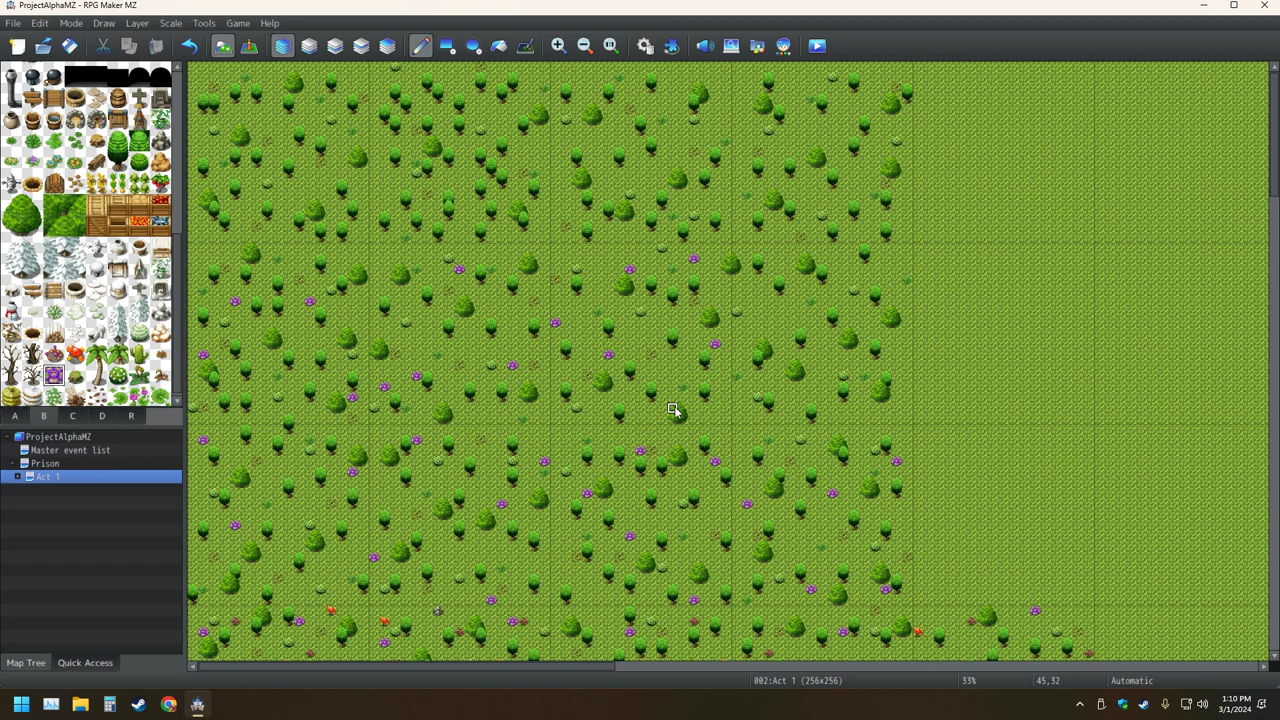 ProjectAlphaMZ - RPG Maker MZ
File Edit Mode Draw Layer Scale Tools Game Help
A B C D R
ProjectAlphaMZ
Master event list
Prison
Act 1
Map Tree Quick Access
002:Act 1 (256x256) 33% 45,32 Automatic
1:10 PM
3/1/2024